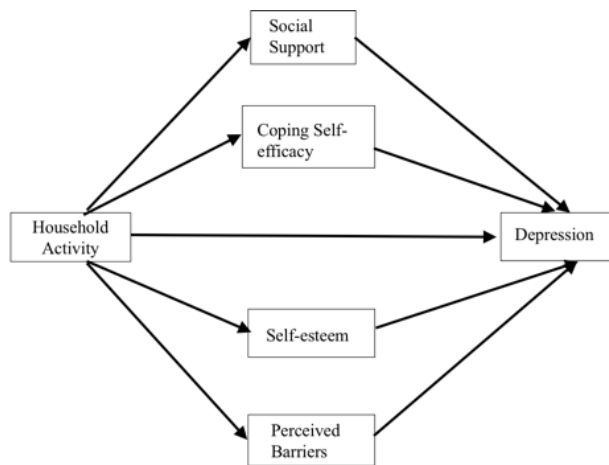 Social
Support
Coping Self-
efficacy
Household
Activity
Depression
Self-esteem
Perceived
Barriers